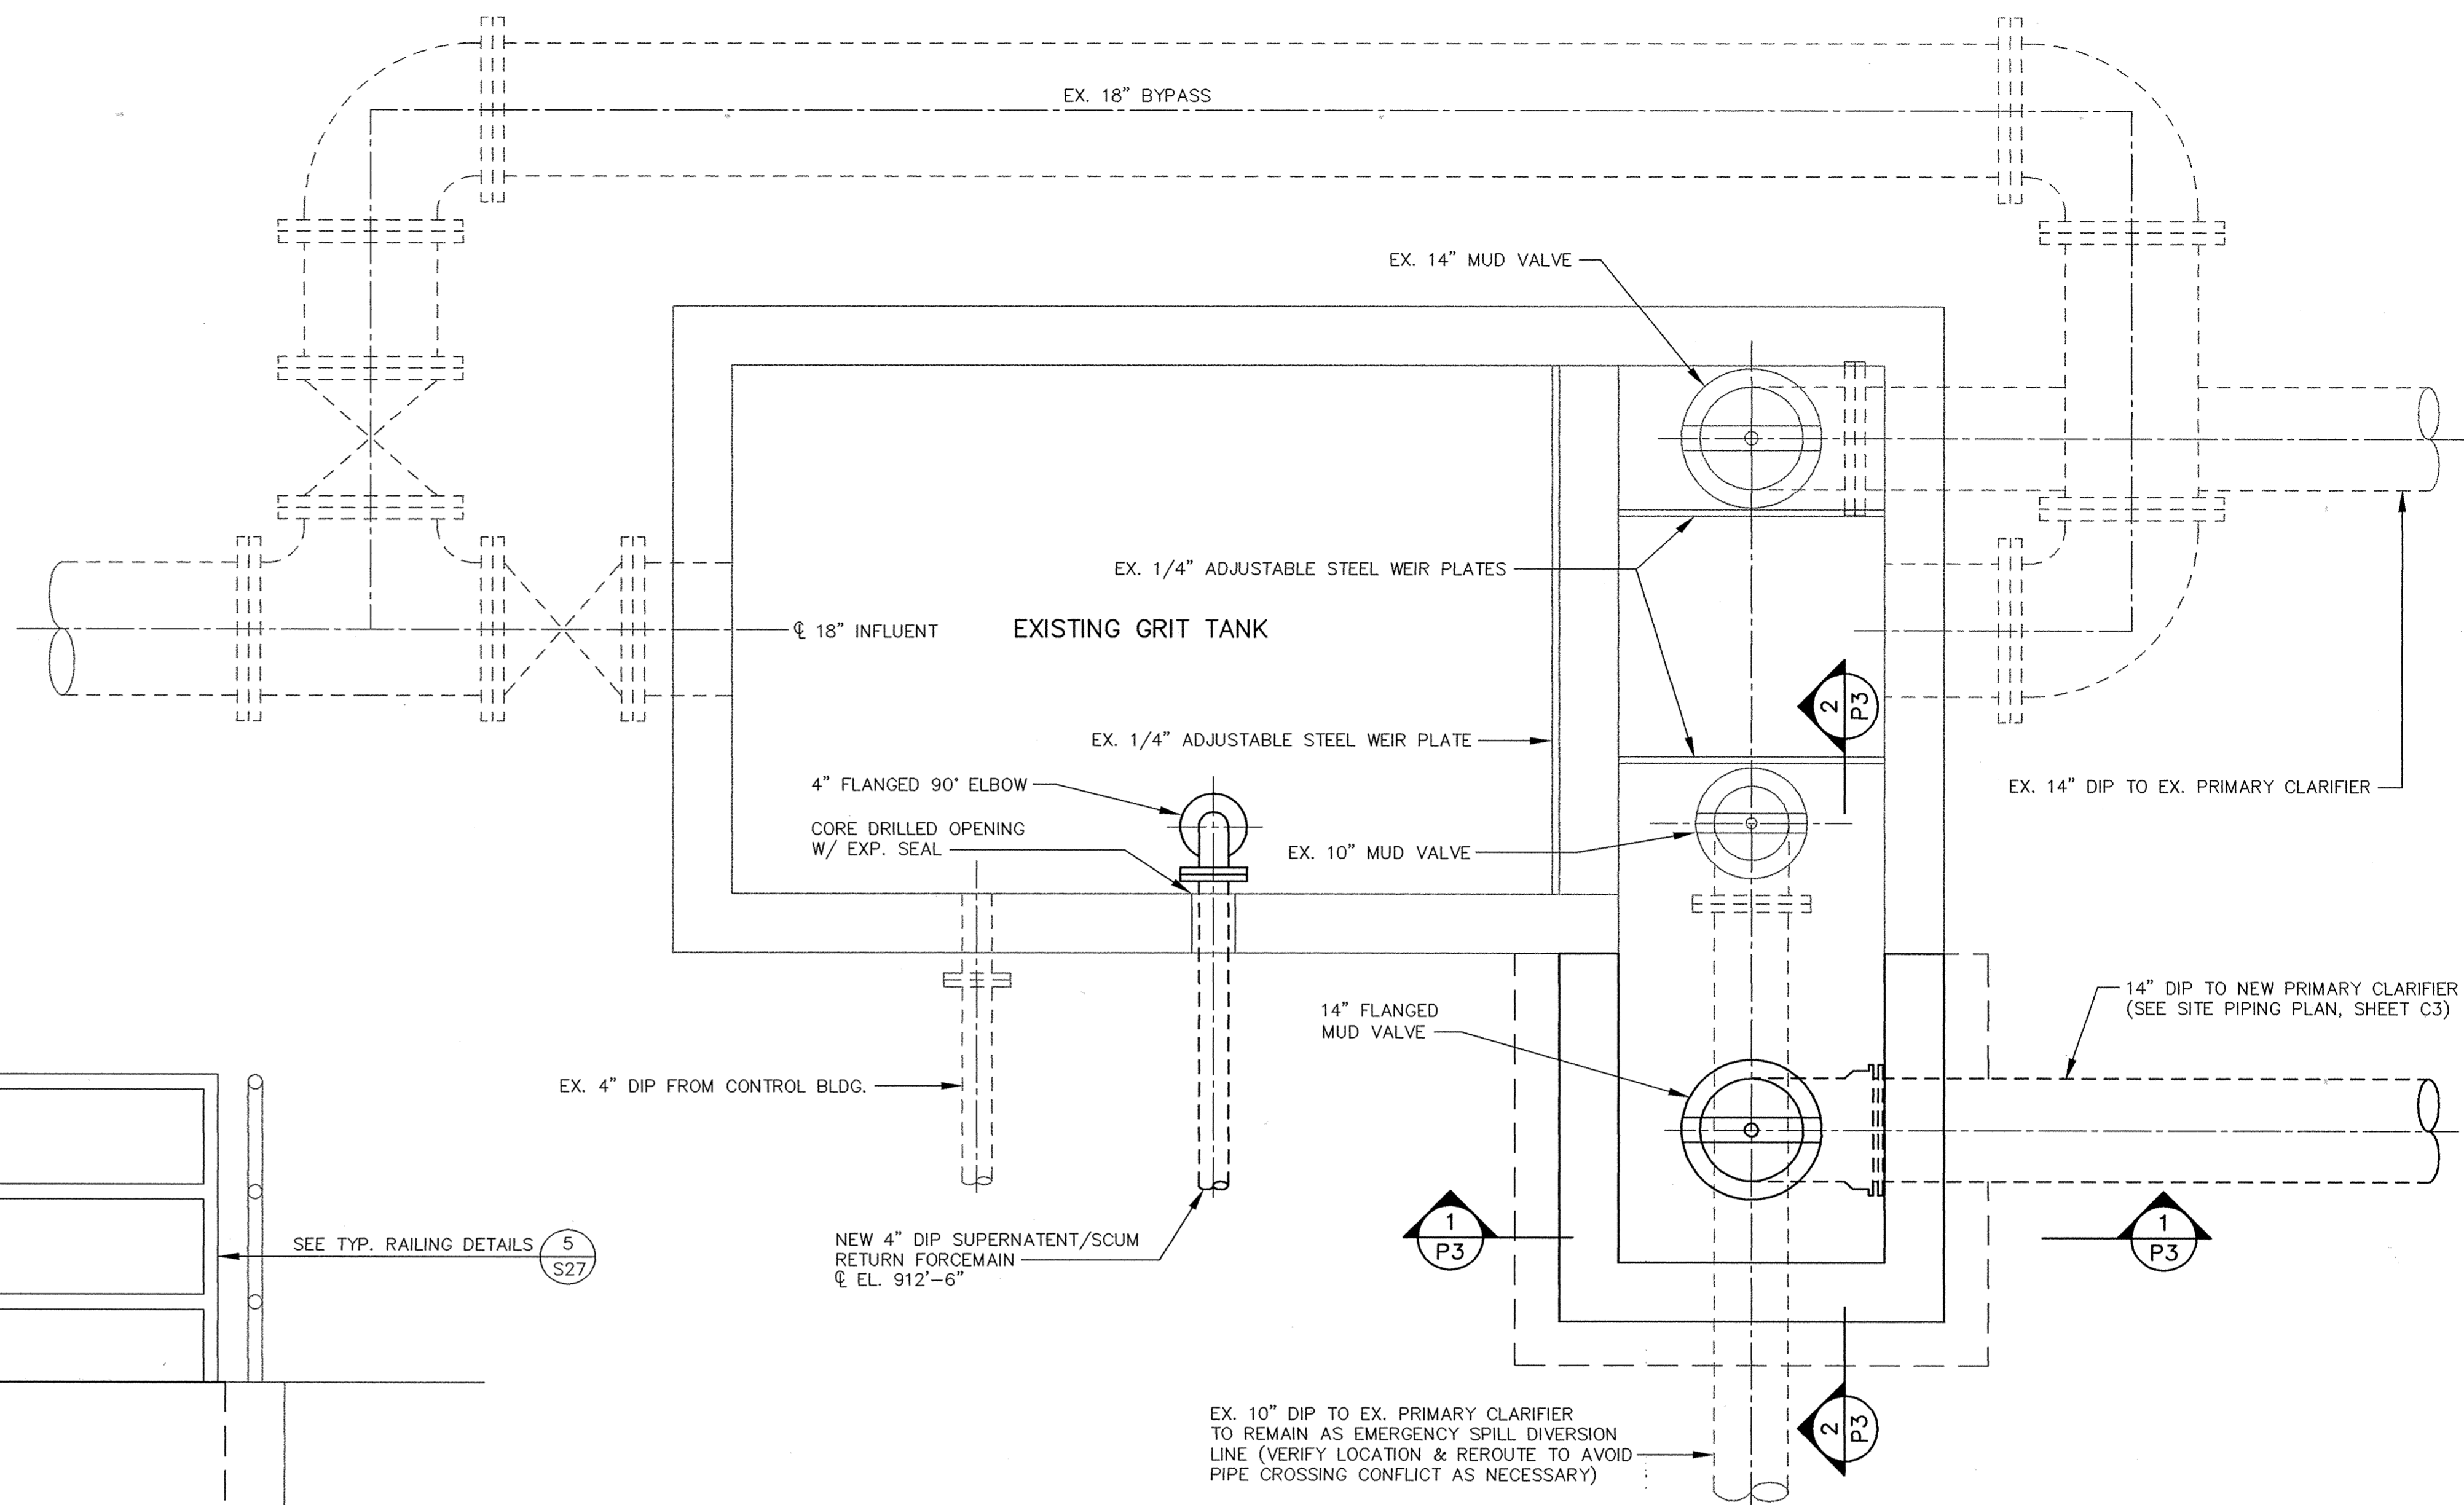 EX. 18" BYPASS
EX. 14" MUD VALVE
EX. 1/4" ADJUSTABLE STEEL WEIR PLATES
℄ 18" INFLUENT
EXISTING GRIT TANK
2
P3
EX. 1/4" ADJUSTABLE STEEL WEIR PLATE
4" FLANGED 90° ELBOW
EX. 14" DIP TO EX. PRIMARY CLARIFIER
CORE DRILLED OPENING
W/ EXP. SEAL
EX. 10" MUD VALVE
14" DIP TO NEW PRIMARY CLARIFIER
(SEE SITE PIPING PLAN, SHEET C3)
14" FLANGED
MUD VALVE
EX. 4" DIP FROM CONTROL BLDG.
SEE TYP. RAILING DETAILS
5
S27
NEW 4" DIP SUPERNATENT/SCUM
RETURN FORCEMAIN
℄ EL. 912'-6"
1
P3
1
P3
EX. 10" DIP TO EX. PRIMARY CLARIFIER
TO REMAIN AS EMERGENCY SPILL DIVERSION
LINE (VERIFY LOCATION & REROUTE TO AVOID
PIPE CROSSING CONFLICT AS NECESSARY)
2
P3